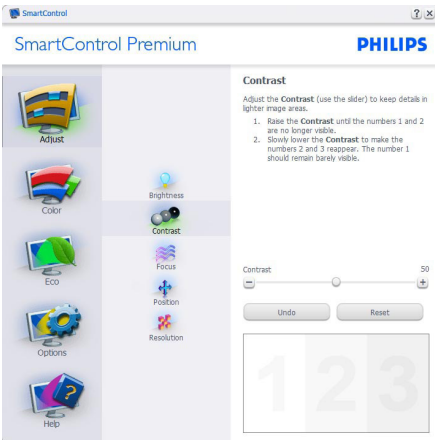 SmartControl
SmartControl Premium
PHILIPS
Adjust
Color
Eco
Options
Help
Brightness
Contrast
Focus
Position
Resolution
Contrast
Adjust the Contrast (use the slider) to keep details in
lighter image areas.
1. Raise the Contrast until the numbers 1 and 2
are no longer visible.
2. Slowly lower the Contrast to make the
numbers 2 and 3 reappear. The number 1
should remain barely visible.
Contrast 50
Undo Reset
1 2 3